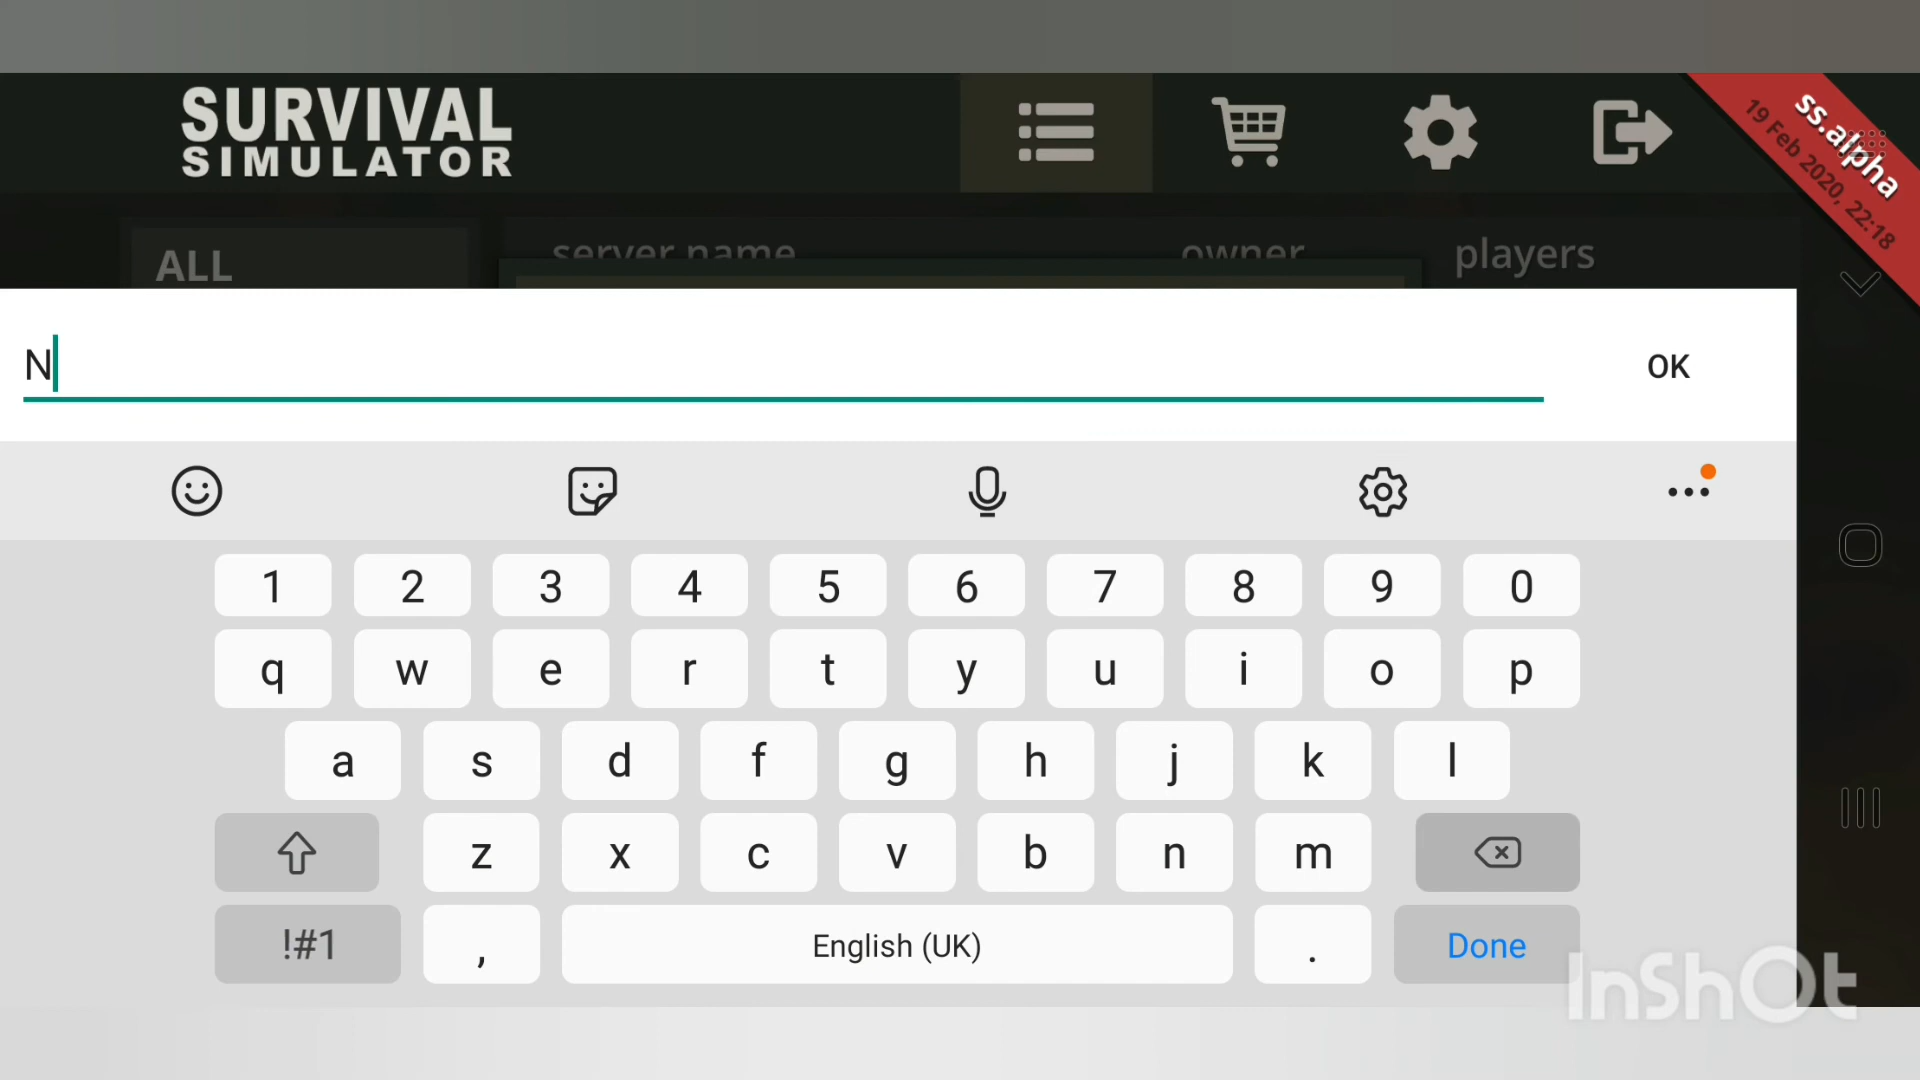 SURVIVAL
SIMULATOR
ss.alpha
19 Feb 2020, 22:18
ALL
server name
owner
players
N
OK
1 2 3 4 5 6 7 8 9 0
q w e r t y u i o p
a s d f g h j k l
z x c v b n m
!#1 , English (UK) . Done
InShOt